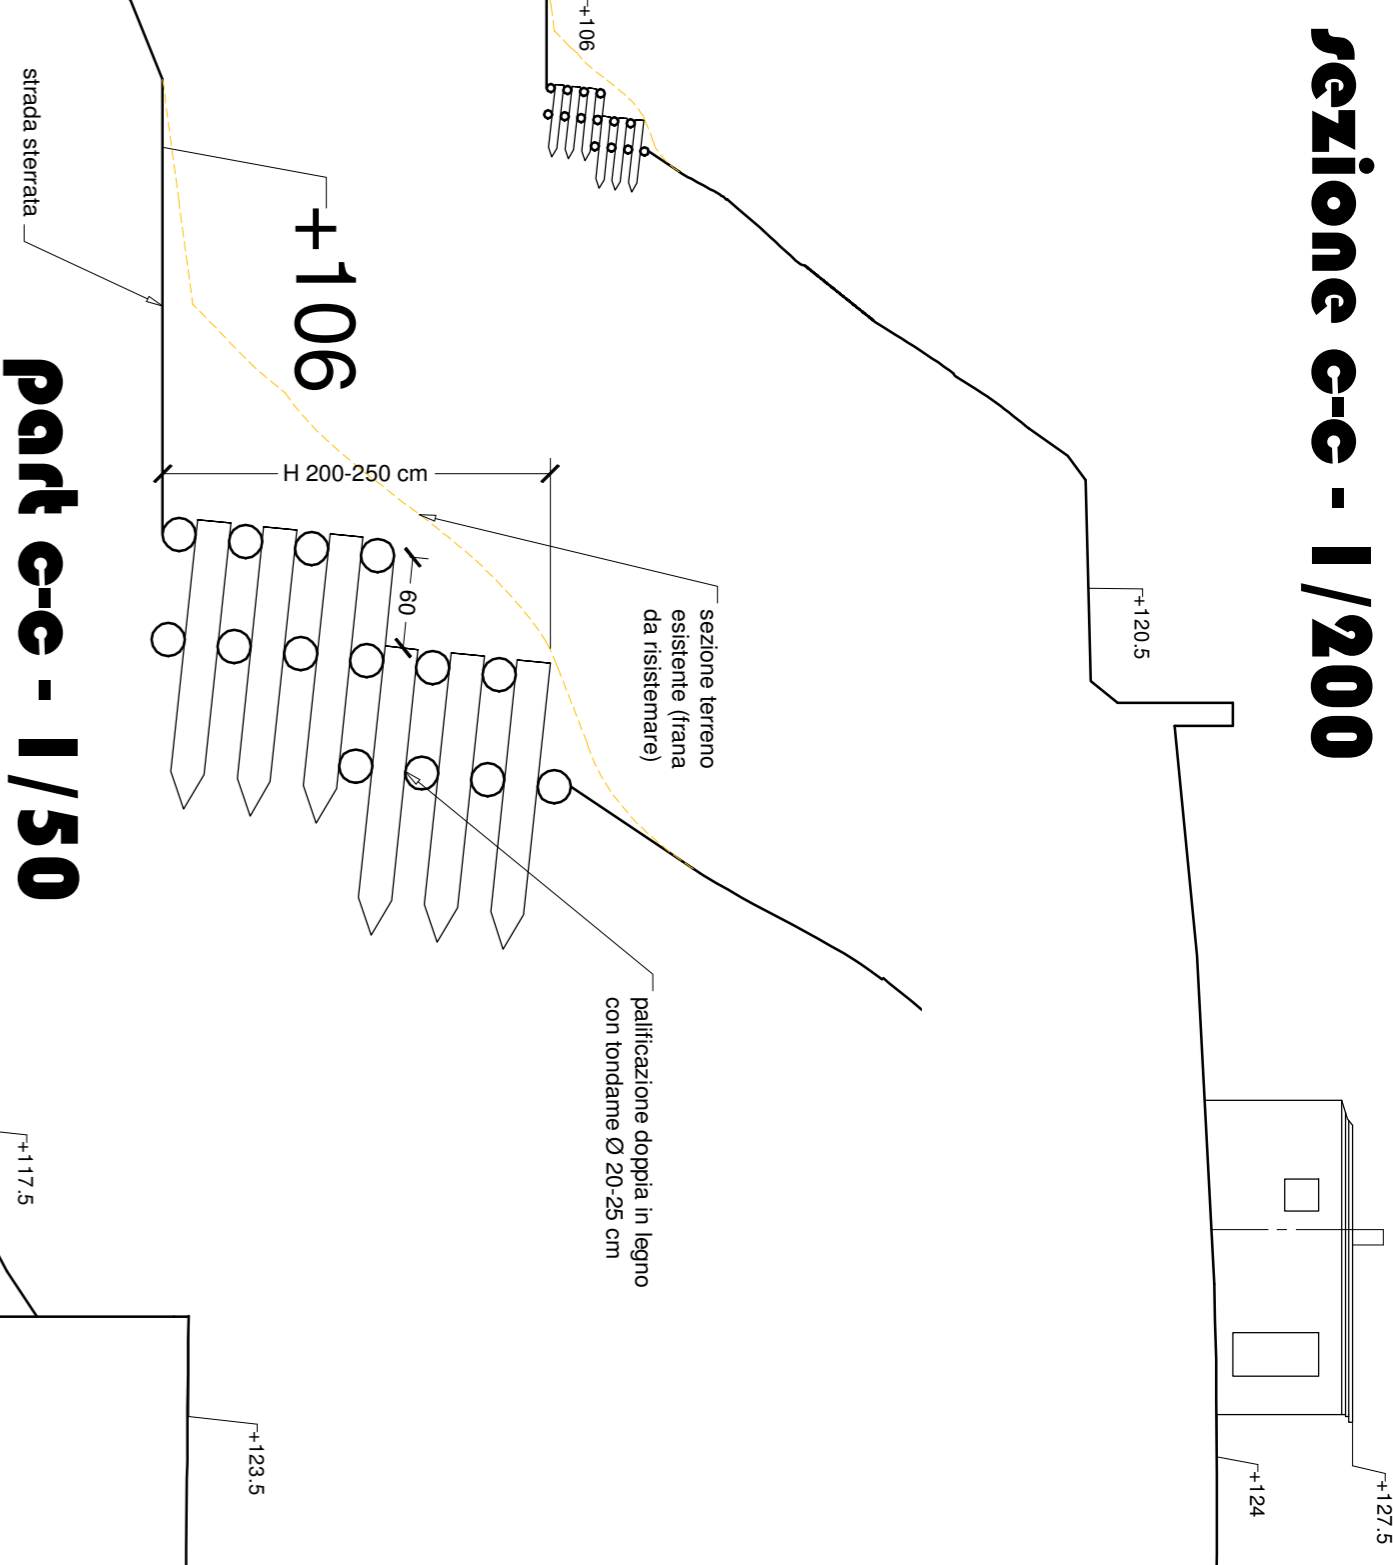 sezione c-c - 1/200
+127.5
+124
+120.5
+106
sezione terreno
esistente (frana
da risistemare)
palificazione doppia in legno
con tondame Ø 20-25 cm
H 200-250 cm
60
+106
strada sterrata
part c-c - 1/50
+123.5
+117.5